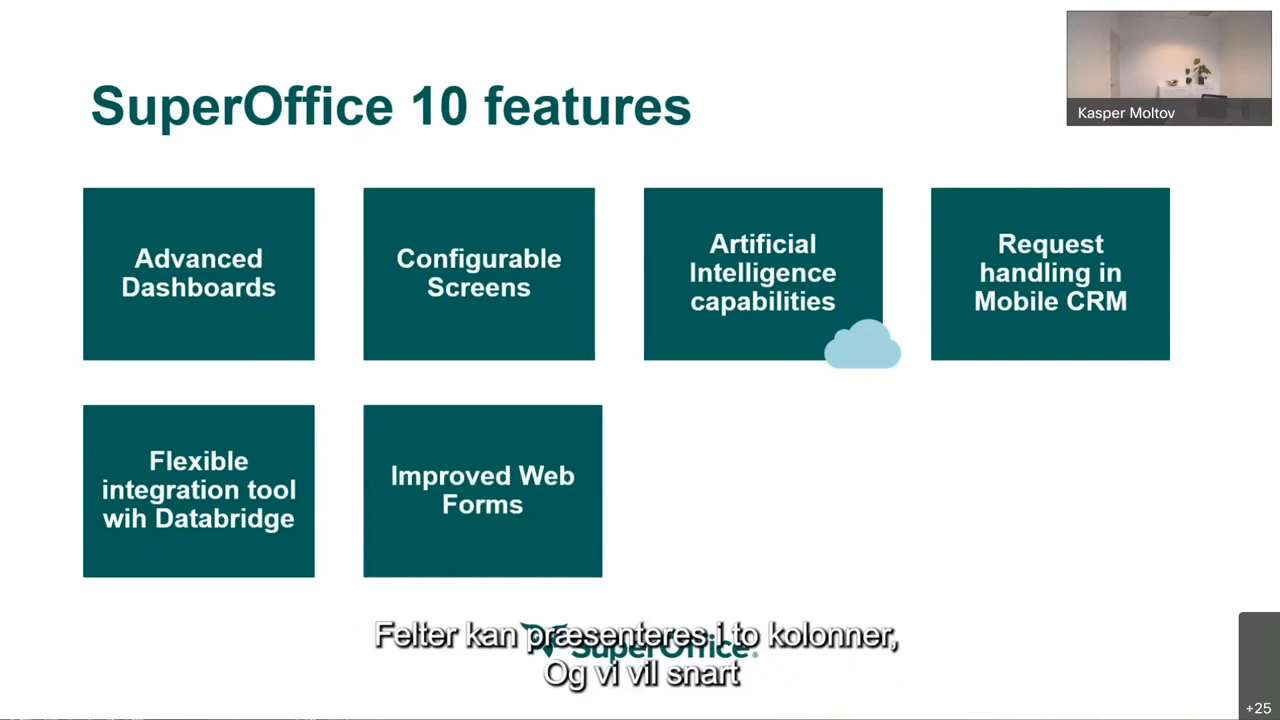 SuperOffice 10 features
Kasper Moltov
Advanced
Dashboards
Configurable
Screens
Artificial
Intelligence
capabilities
Request
handling in
Mobile CRM
Flexible
integration tool
wih Databridge
Improved Web
Forms
SuperOffice®
Felter kan præsenteres i to kolonner,
Og vi vil snart
+25